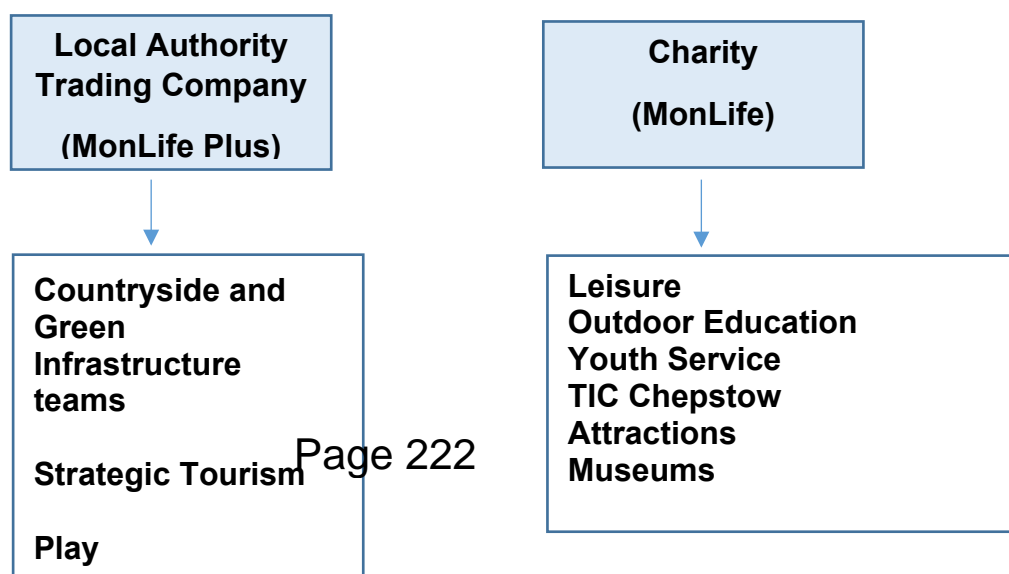 Local Authority
Trading Company
(MonLife Plus)
Charity
(MonLife)
Countryside and
Green
Infrastructure
teams
Strategic Tourism
Play
Leisure
Outdoor Education
Youth Service
TIC Chepstow
Attractions
Museums
Page 222